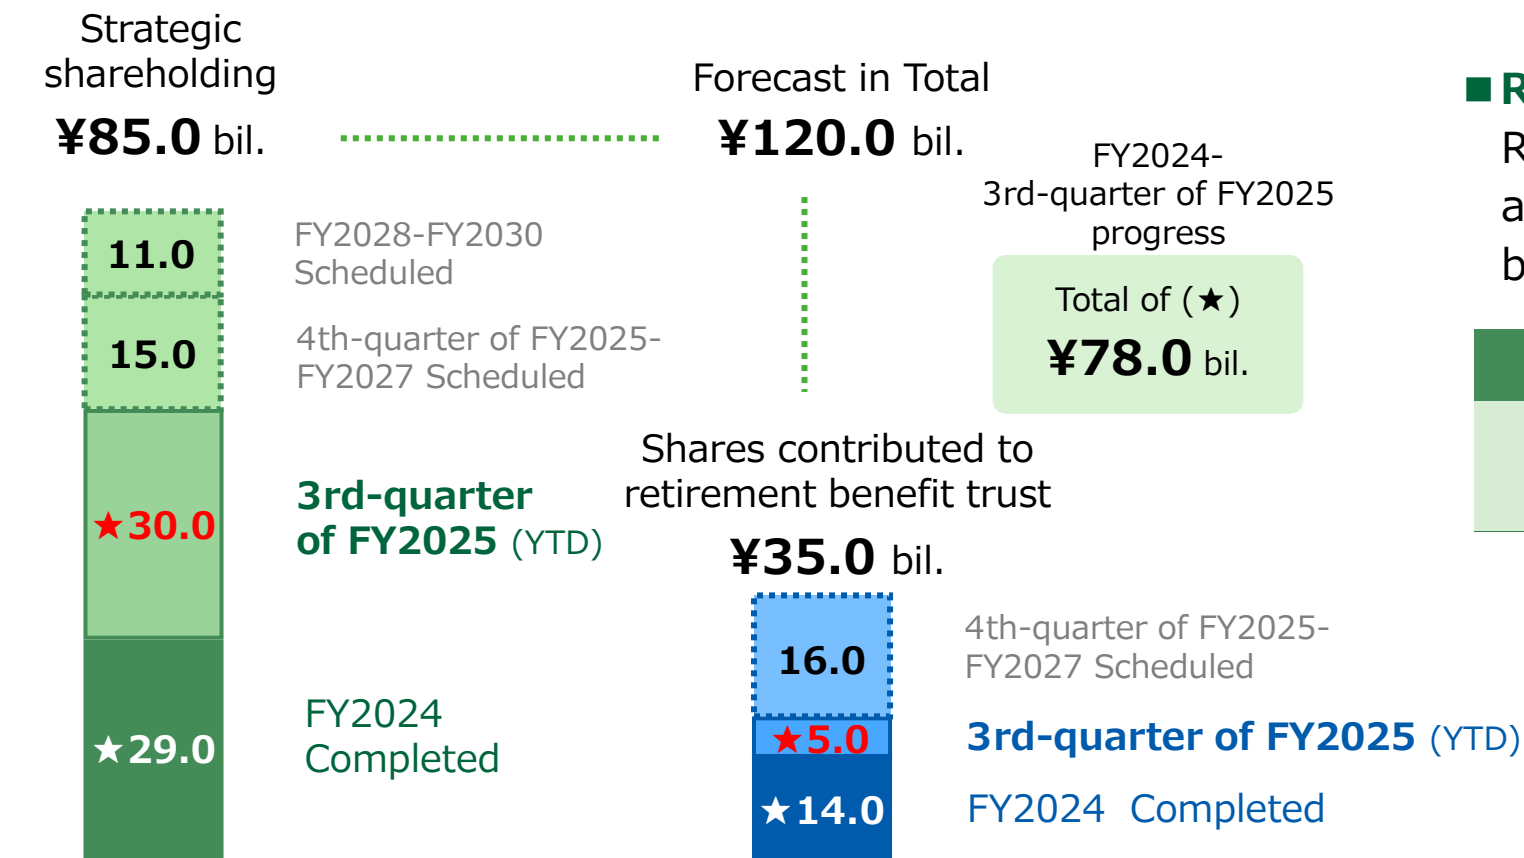 Strategic
shareholding
¥85.0 bil.
Forecast in Total
¥120.0 bil.
FY2024-
3rd-quarter of FY2025
progress
Total of (★)
¥78.0 bil.
11.0
FY2028-FY2030
Scheduled
15.0
4th-quarter of FY2025-
FY2027 Scheduled
★30.0
3rd-quarter
of FY2025 (YTD)
★29.0
FY2024
Completed
Shares contributed to
retirement benefit trust
¥35.0 bil.
16.0
4th-quarter of FY2025-
FY2027 Scheduled
★5.0
3rd-quarter of FY2025 (YTD)
★14.0
FY2024 Completed